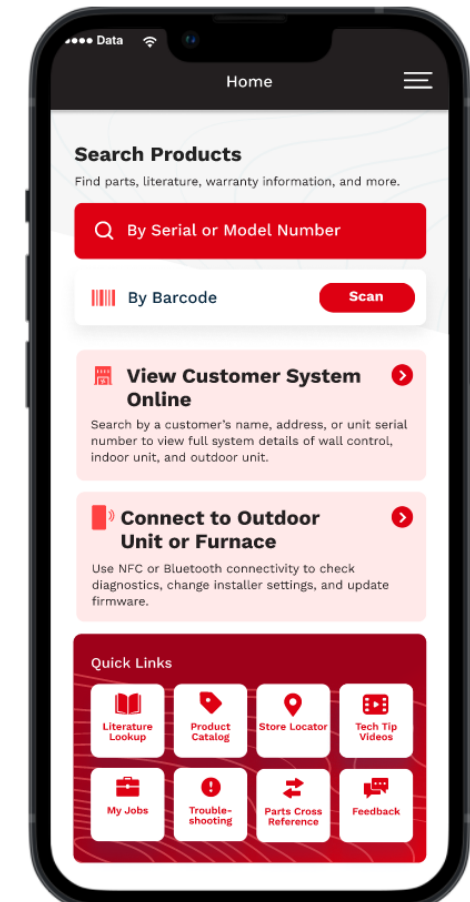 Data
Home
Search Products
Find parts, literature, warranty information, and more.
By Serial or Model Number
By Barcode
Scan
View Customer System
Online
Search by a customer's name, address, or unit serial
number to view full system details of wall control,
indoor unit, and outdoor unit.
Connect to Outdoor
Unit or Furnace
Use NFC or Bluetooth connectivity to check
diagnostics, change installer settings, and update
firmware.
Quick Links
Literature
Lookup
Product
Catalog
Store Locator
Tech Tip
Videos
My Jobs
Trouble-
shooting
Parts Cross
Reference
Feedback